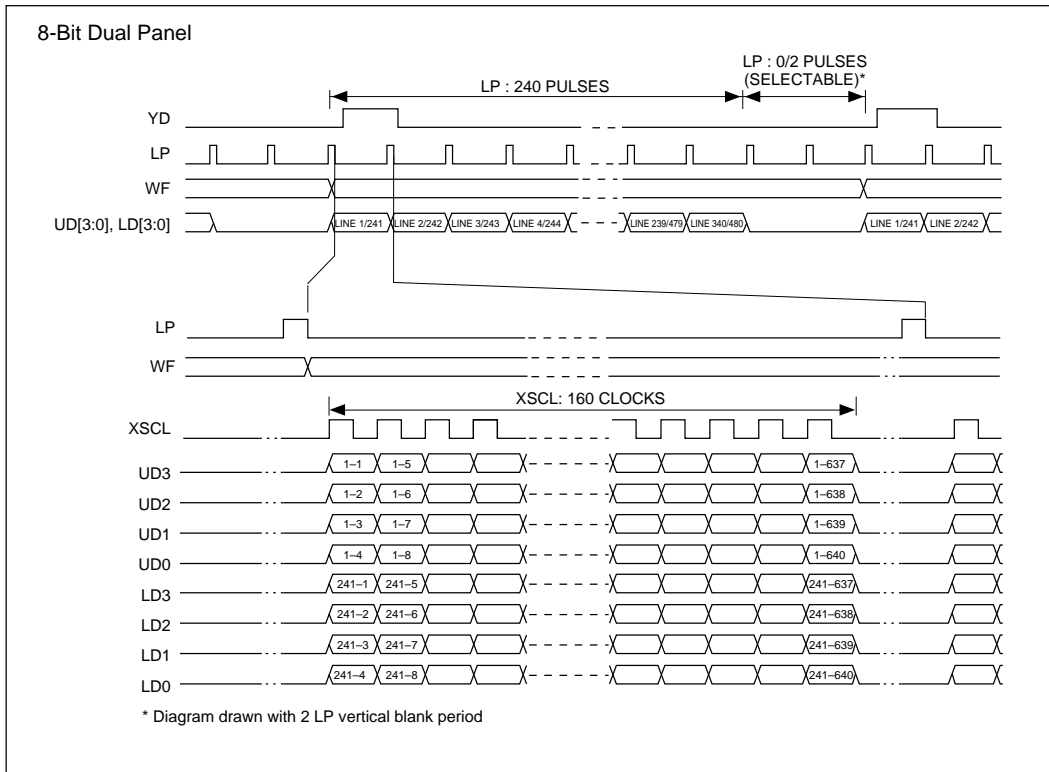 8-Bit Dual Panel
LP : 0/2 PULSES
(SELECTABLE)*
LP : 240 PULSES
YD
LP
WF
UD[3:0], LD[3:0] LINE 1/241 LINE 2/242 LINE 3/243 LINE 4/244 LINE 239/479 LINE 340/480 LINE 1/241 LINE 2/242
LP
WF
XSCL: 160 CLOCKS
XSCL
UD3 1–1 1–5 1–637
UD2 1–2 1–6 1–638
UD1 1–3 1–7 1–639
UD0 1–4 1–8 1–640
LD3 241–1 241–5 241–637
LD2 241–2 241–6 241–638
LD1 241–3 241–7 241–639
LD0 241–4 241–8 241–640
* Diagram drawn with 2 LP vertical blank period